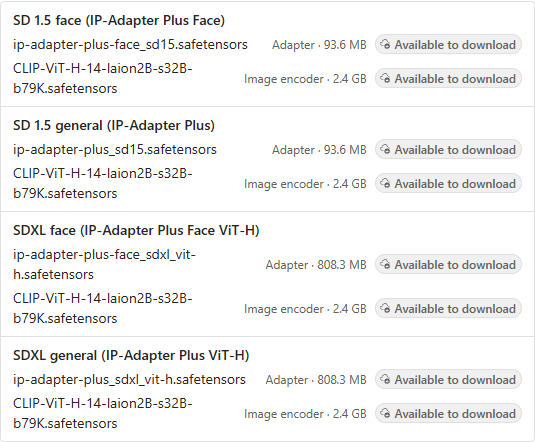 SD 1.5 face (IP-Adapter Plus Face)
ip-adapter-plus-face_sd15.safetensors Adapter · 93.6 MB Available to download
CLIP-ViT-H-14-laion2B-s32B-
b79K.safetensors Image encoder · 2.4 GB Available to download
SD 1.5 general (IP-Adapter Plus)
ip-adapter-plus_sd15.safetensors Adapter · 93.6 MB Available to download
CLIP-ViT-H-14-laion2B-s32B-
b79K.safetensors Image encoder · 2.4 GB Available to download
SDXL face (IP-Adapter Plus Face ViT-H)
ip-adapter-plus-face_sdxl_vit-
h.safetensors Adapter · 808.3 MB Available to download
CLIP-ViT-H-14-laion2B-s32B-
b79K.safetensors Image encoder · 2.4 GB Available to download
SDXL general (IP-Adapter Plus ViT-H)
ip-adapter-plus_sdxl_vit-h.safetensors Adapter · 808.3 MB Available to download
CLIP-ViT-H-14-laion2B-s32B-
b79K.safetensors Image encoder · 2.4 GB Available to download